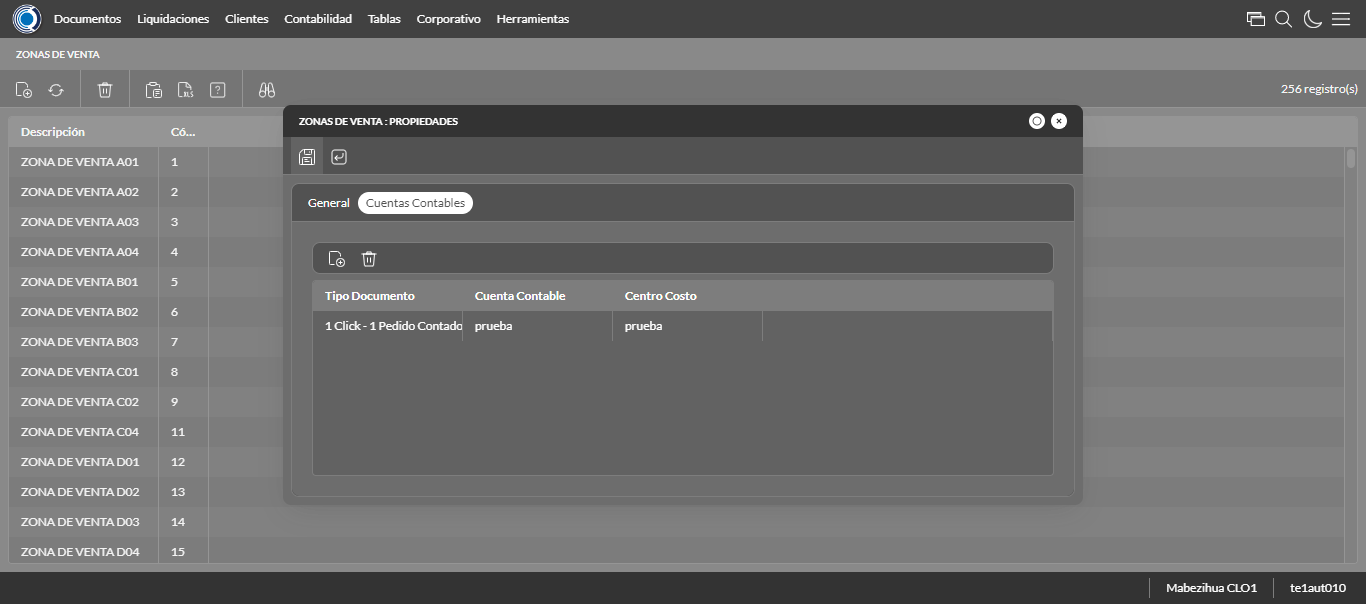 Documentos Liquidaciones Clientes Contabilidad Tablas Corporativo Herramientas
ZONAS DE VENTA
XLS ? 256 registro(s)
ZONAS DE VENTA : PROPIEDADES
General Cuentas Contables
Tipo Documento Cuenta Contable Centro Costo
1 Click - 1 Pedido Contado prueba prueba
Descripción Có...
ZONA DE VENTA A01 1
ZONA DE VENTA A02 2
ZONA DE VENTA A03 3
ZONA DE VENTA A04 4
ZONA DE VENTA B01 5
ZONA DE VENTA B02 6
ZONA DE VENTA B03 7
ZONA DE VENTA C01 8
ZONA DE VENTA C02 9
ZONA DE VENTA C04 11
ZONA DE VENTA D01 12
ZONA DE VENTA D02 13
ZONA DE VENTA D03 14
ZONA DE VENTA D04 15
Mabezihua CLO1 te1aut010